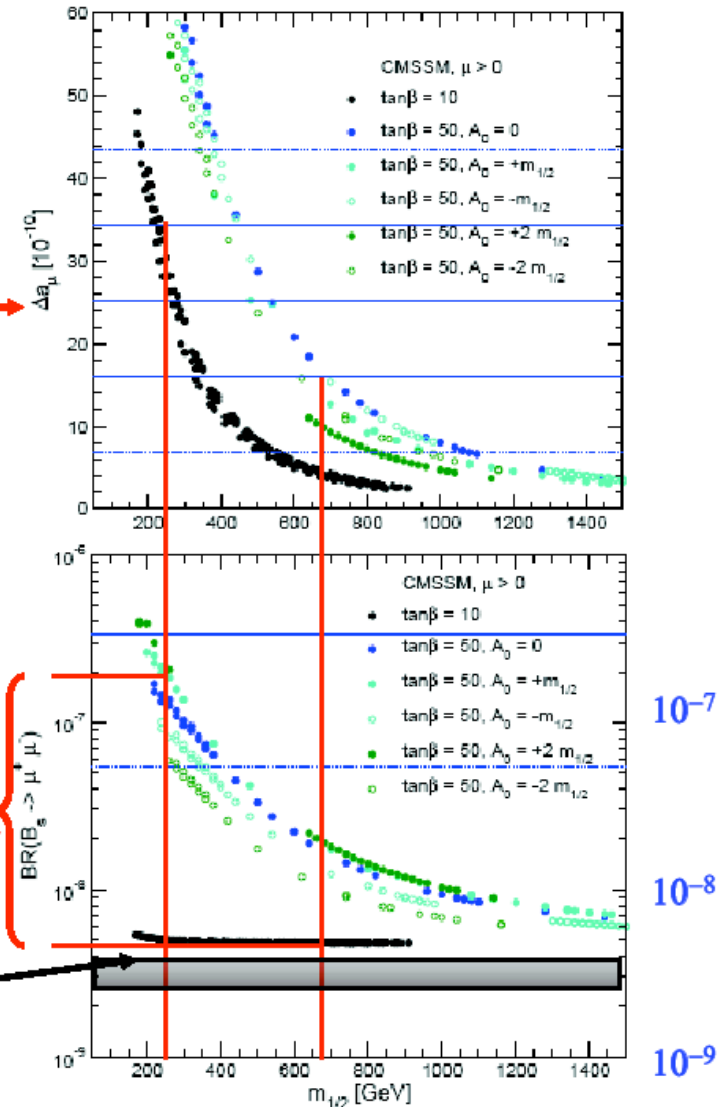 60
50
40
30
20
10
0
Δaμ [10⁻¹⁰]
CMSSM, μ > 0
tanβ = 10
tanβ = 50, A₀ = 0
tanβ = 50, A₀ = +m₁/₂
tanβ = 50, A₀ = -m₁/₂
tanβ = 50, A₀ = +2 m₁/₂
tanβ = 50, A₀ = -2 m₁/₂
200 400 600 800 1000 1200 1400
10⁻⁶
10⁻⁷
10⁻⁸
10⁻⁹
BR(Bₛ -> μ⁺ μ⁻)
CMSSM, μ > 0
tanβ = 10
tanβ = 50, A₀ = 0
tanβ = 50, A₀ = +m₁/₂
tanβ = 50, A₀ = -m₁/₂
tanβ = 50, A₀ = +2 m₁/₂
tanβ = 50, A₀ = -2 m₁/₂
10⁻⁷
10⁻⁸
10⁻⁹
200 400 600 800 1000 1200 1400
m₁/₂ [GeV]